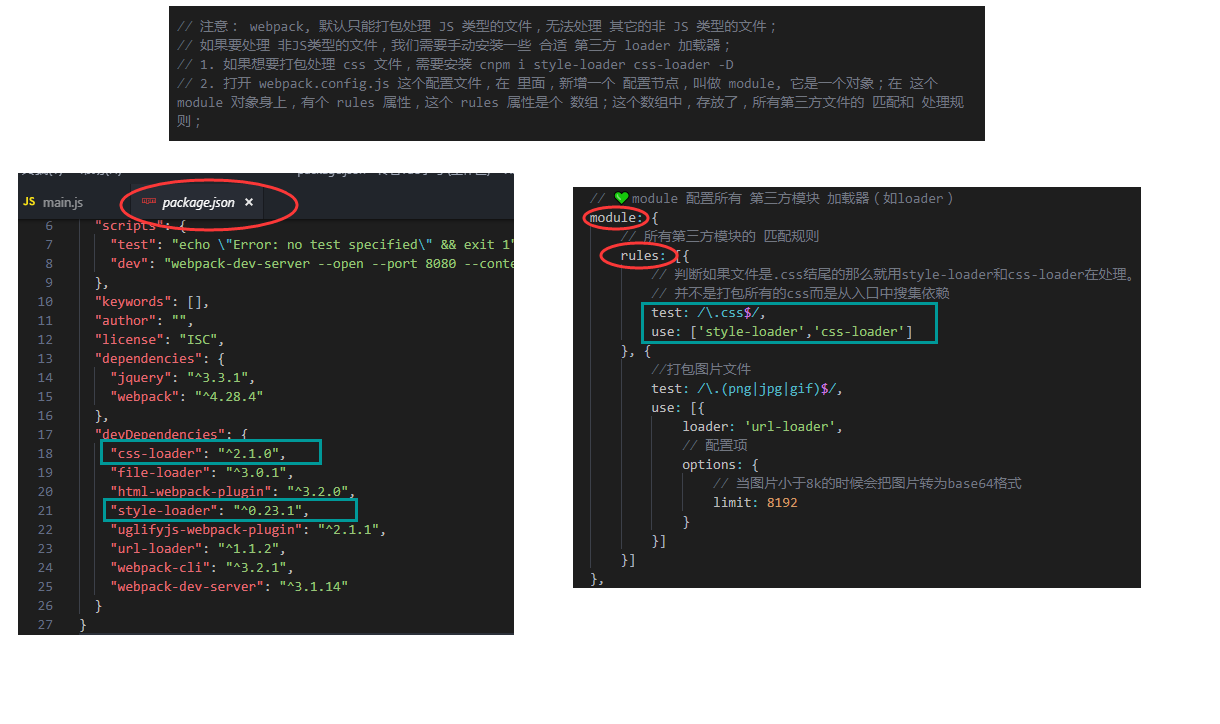 // 注意： webpack, 默认只能打包处理 JS 类型的文件，无法处理 其它的非 JS 类型的文件；
// 如果要处理 非JS类型的文件，我们需要手动安装一些 合适 第三方 loader 加载器；
// 1. 如果想要打包处理 css 文件，需要安装 cnpm i style-loader css-loader -D
// 2. 打开 webpack.config.js 这个配置文件，在 里面，新增一个 配置节点，叫做 module, 它是一个对象；在 这个
module 对象身上，有个 rules 属性，这个 rules 属性是个 数组；这个数组中，存放了，所有第三方文件的 匹配和 处理规
则；
JS main.js package.json ×
6 "scripts": {
7 "test": "echo \"Error: no test specified\" && exit 1"
8 "dev": "webpack-dev-server --open --port 8080 --conte
9 },
10 "keywords": [],
11 "author": "",
12 "license": "ISC",
13 "dependencies": {
14 "jquery": "^3.3.1",
15 "webpack": "^4.28.4"
16 },
17 "devDependencies": {
18 "css-loader": "^2.1.0",
19 "file-loader": "^3.0.1",
20 "html-webpack-plugin": "^3.2.0",
21 "style-loader": "^0.23.1",
22 "uglifyjs-webpack-plugin": "^2.1.1",
23 "url-loader": "^1.1.2",
24 "webpack-cli": "^3.2.1",
25 "webpack-dev-server": "^3.1.14"
26 }
27 }
// 💚module 配置所有 第三方模块 加载器（如loader）
module: {
// 所有第三方模块的 匹配规则
rules: [{
// 判断如果文件是.css结尾的那么就用style-loader和css-loader在处理。
// 并不是打包所有的css而是从入口中搜集依赖
test: /\.css$/,
use: ['style-loader','css-loader']
}, {
//打包图片文件
test: /\.(png|jpg|gif)$/,
use: [{
loader: 'url-loader',
// 配置项
options: {
// 当图片小于8k的时候会把图片转为base64格式
limit: 8192
}
}]
}]
},